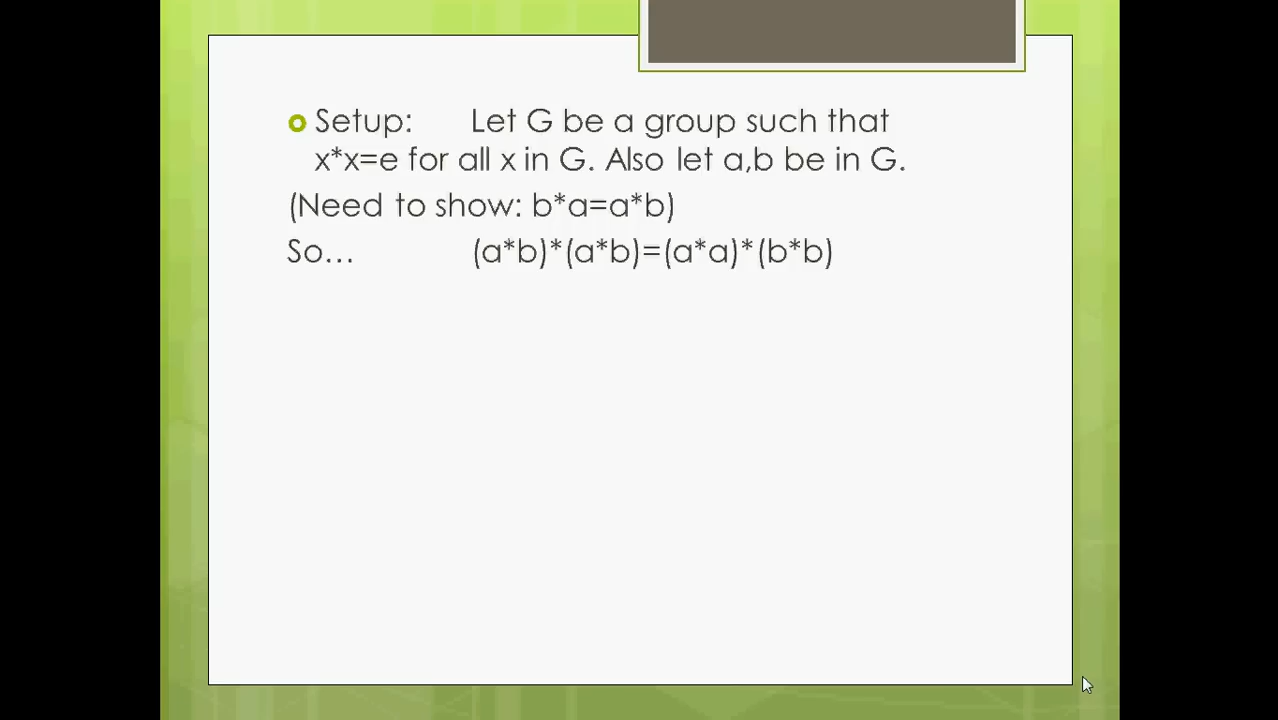 Setup: Let G be a group such that
x*x=e for all x in G. Also let a,b be in G.
(Need to show: b*a=a*b)
So… (a*b)*(a*b)=(a*a)*(b*b)